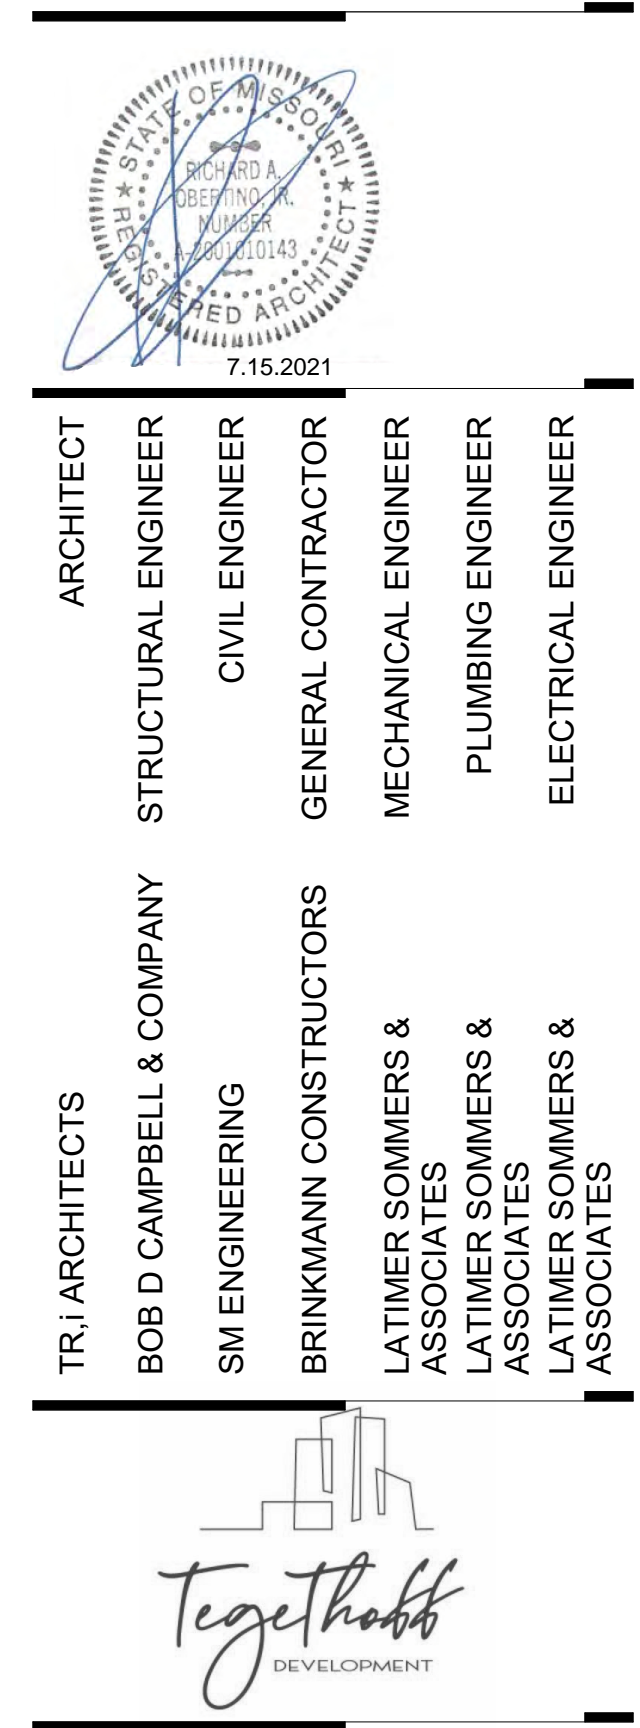 STATE OF MISSOURI
RICHARD A.
OBERTINO, JR.
NUMBER
A-2001010143
★ REGISTERED ARCHITECT ★
7.15.2021
TR,i ARCHITECTS ARCHITECT
BOB D CAMPBELL & COMPANY STRUCTURAL ENGINEER
SM ENGINEERING CIVIL ENGINEER
BRINKMANN CONSTRUCTORS GENERAL CONTRACTOR
LATIMER SOMMERS & MECHANICAL ENGINEER
ASSOCIATES
LATIMER SOMMERS & PLUMBING ENGINEER
ASSOCIATES
LATIMER SOMMERS & ELECTRICAL ENGINEER
ASSOCIATES
Tegethoff
DEVELOPMENT